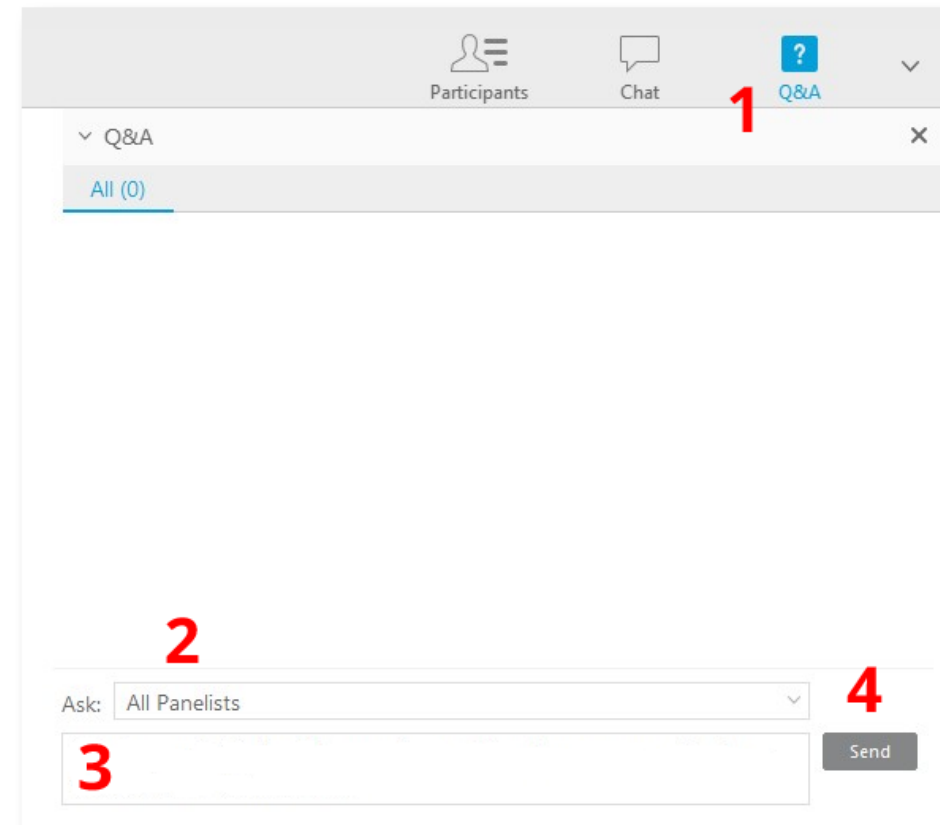 ?
Participants
Chat
Q&A
1
Q&A
All (0)
2
Ask:
All Panelists
4
3
Send